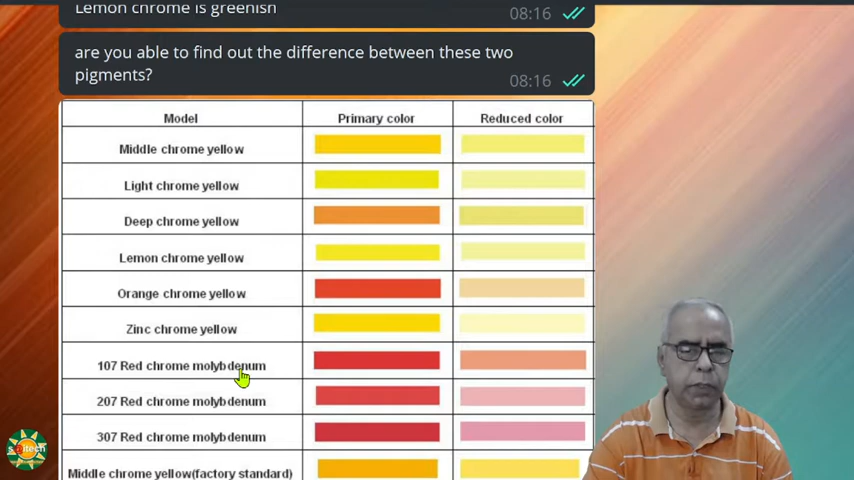 Lemon chrome is greenish
08:16
are you able to find out the difference between these two
pigments?
08:16
Model Primary color Reduced color
Middle chrome yellow
Light chrome yellow
Deep chrome yellow
Lemon chrome yellow
Orange chrome yellow
Zinc chrome yellow
107 Red chrome molybdenum
207 Red chrome molybdenum
307 Red chrome molybdenum
Middle chrome yellow(factory standard)